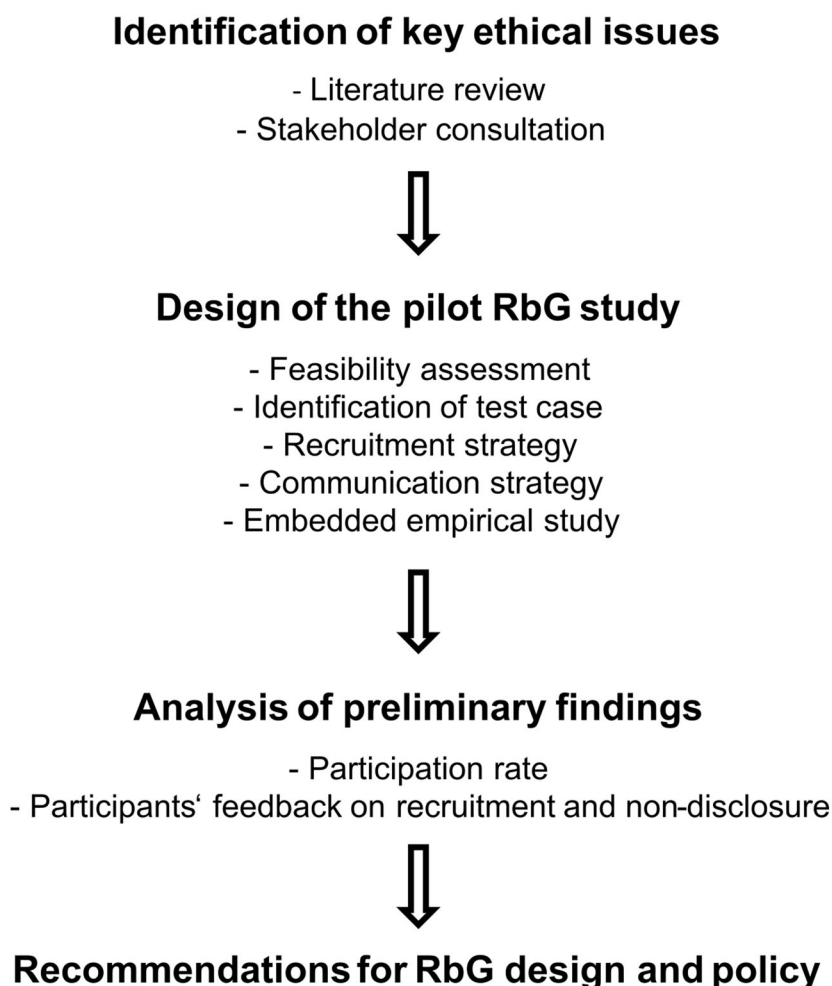 Identification of key ethical issues
- Literature review
- Stakeholder consultation
Design of the pilot RbG study
- Feasibility assessment
- Identification of test case
- Recruitment strategy
- Communication strategy
- Embedded empirical study
Analysis of preliminary findings
- Participation rate
- Participants‘ feedback on recruitment and non-disclosure
Recommendations for RbG design and policy